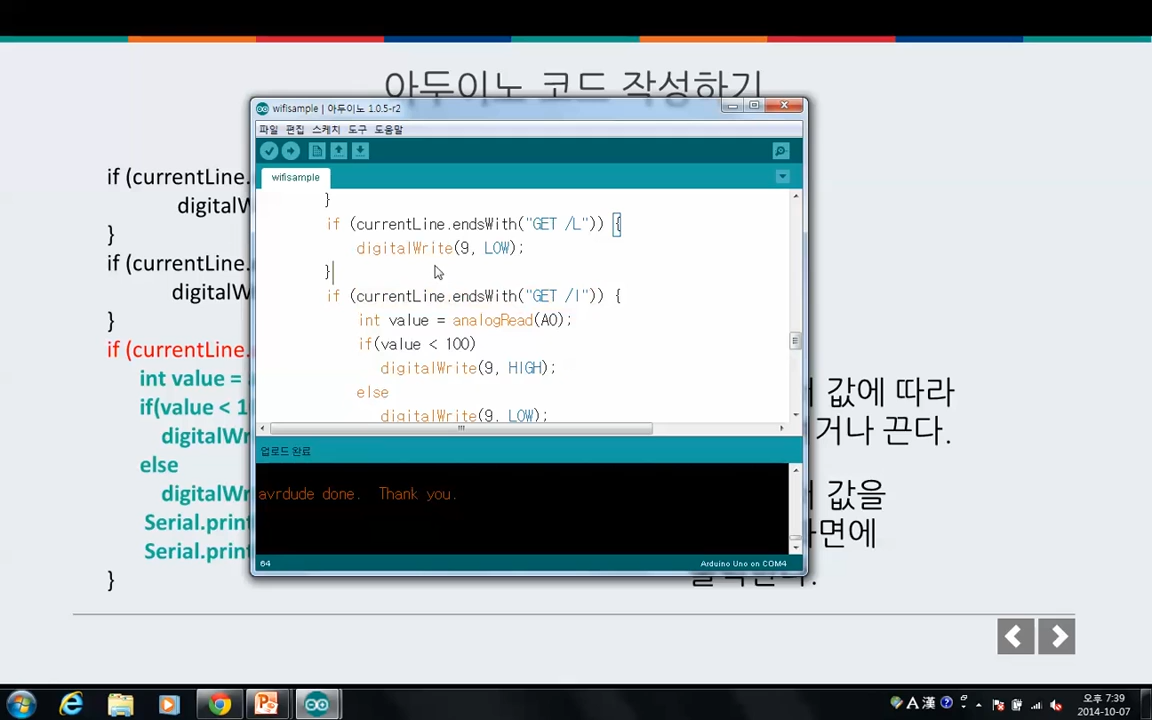 아두이노 코드 작성하기
wifisample | 아두이노 1.0.5-r2
파일 편집 스케치 도구 도움말
wifisample
}
if (currentLine.endsWith("GET /L")) {
digitalWrite(9, LOW);
}
if (currentLine.endsWith("GET /I")) {
int value = analogRead(A0);
if(value < 100)
digitalWrite(9, HIGH);
else
digitalWrite(9, LOW);
업로드 완료
avrdude done.  Thank you.
64
Arduino Uno on COM4
if (currentLine.
digitalW
}
if (currentLine.
digitalW
}
if (currentLine.
int value =
if(value < 1
digitalWr
else
digitalWr
Serial.print
Serial.print
}
값에 따라
거나 끈다.
값을
면에
A 漢
오후 7:39
2014-10-07